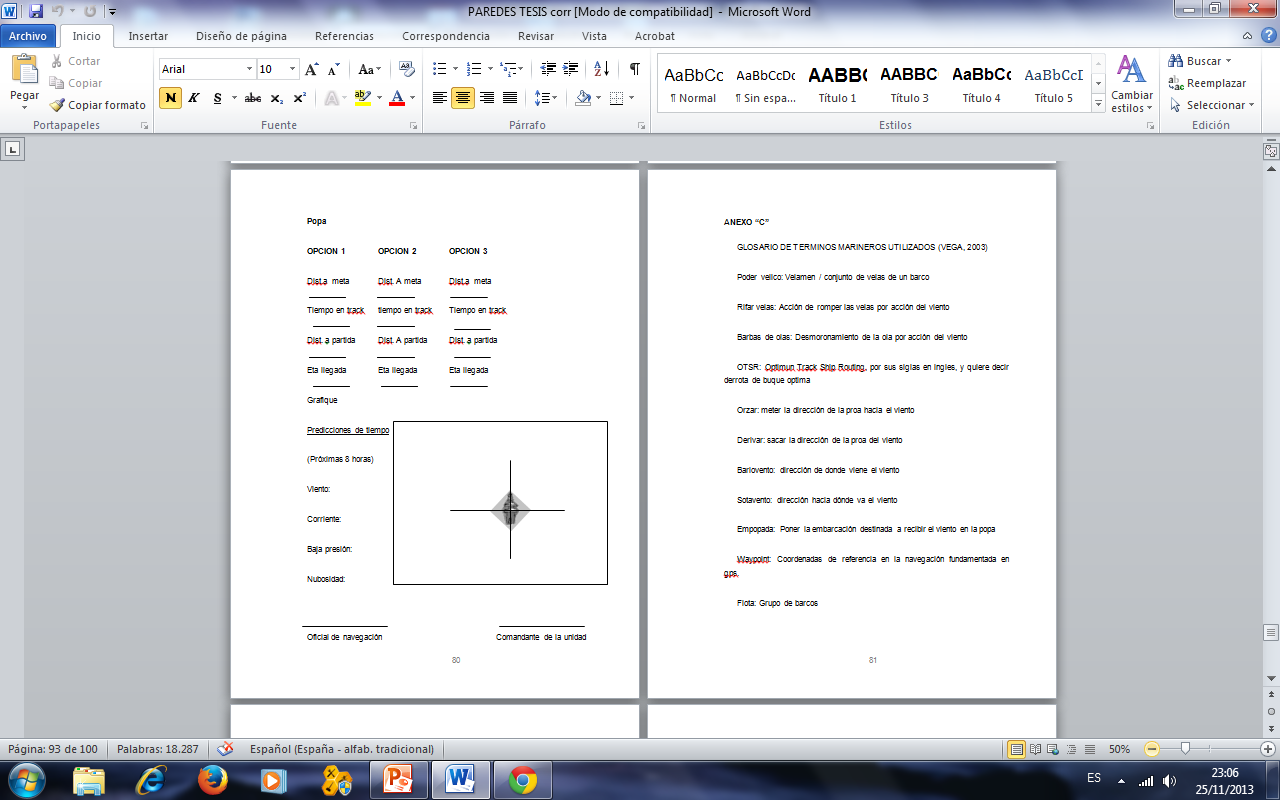 PAREDES TESIS corr [Modo de compatibilidad] - Microsoft Word
Archivo Inicio Insertar Diseño de página Referencias Correspondencia Revisar Vista Acrobat
Pegar
Cortar
Copiar
Copiar formato
Portapapeles
Arial 10
Aa
N K S abc x₂ x² A ab A
Fuente
Párrafo
AaBbCc AaBbCcDc AABBC AABBC AaBbCc AaBbCcI
¶ Normal ¶ Sin espa... Título 1 Título 3 Título 4 Título 5
Estilos
Cambiar estilos
Buscar
Reemplazar
Seleccionar
Edición
Popa
OPCION 1 OPCION 2 OPCION 3
Dist.a meta Dist. A meta Dist.a meta
Tiempo en track tiempo en track Tiempo en track
Dist. a partida Dist. A partida Dist. a partida
Eta llegada Eta llegada Eta llegada
Grafique
Predicciones de tiempo
(Próximas 8 horas)
Viento:
Corriente:
Baja presión:
Nubosidad:
Oficial de navegación Comandante de la unidad
80
ANEXO “C”
GLOSARIO DE TERMINOS MARINEROS UTILIZADOS (VEGA, 2003)
Poder velico: Velamen / conjunto de velas de un barco
Rifar velas: Acción de romper las velas por acción del viento
Barbas de olas: Desmoronamiento de la ola por acción del viento
OTSR: Optimun Track Ship Routing, por sus siglas en ingles, y quiere decir
derrota de buque optima
Orzar: meter la dirección de la proa hacia el viento
Derivar: sacar la dirección de la proa del viento
Barlovento: dirección de donde viene el viento
Sotavento: dirección hacia dónde va el viento
Empopada: Poner la embarcación destinada a recibir el viento en la popa
Waypoint: Coordenadas de referencia en la navegación fundamentada en
gps.
Flota: Grupo de barcos
81
Página: 93 de 100 Palabras: 18.287 Español (España - alfab. tradicional) 50%
ES 23:06
25/11/2013